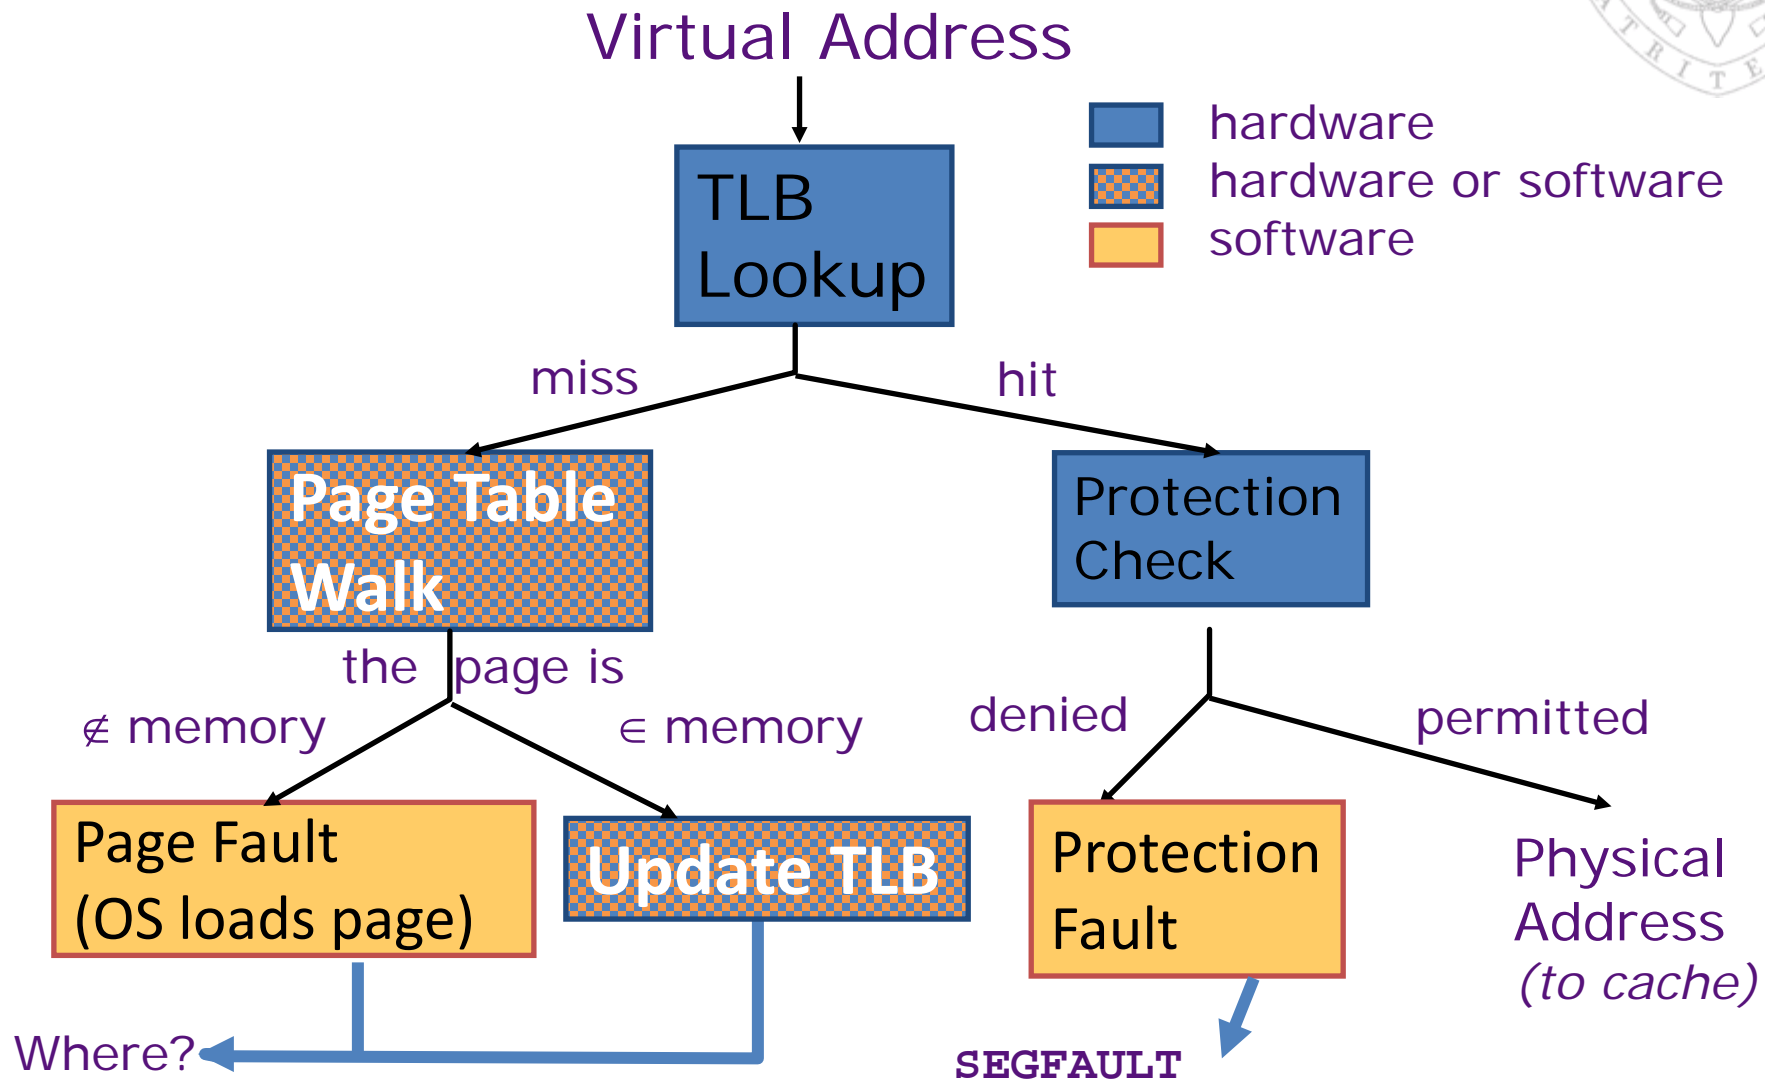 Virtual Address
hardware
hardware or software
software
TLB
Lookup
miss
hit
Page Table
Walk
Protection
Check
the page is
∉ memory
∈ memory
denied
permitted
Page Fault
(OS loads page)
Update TLB
Protection
Fault
Physical
Address
(to cache)
Where?
SEGFAULT